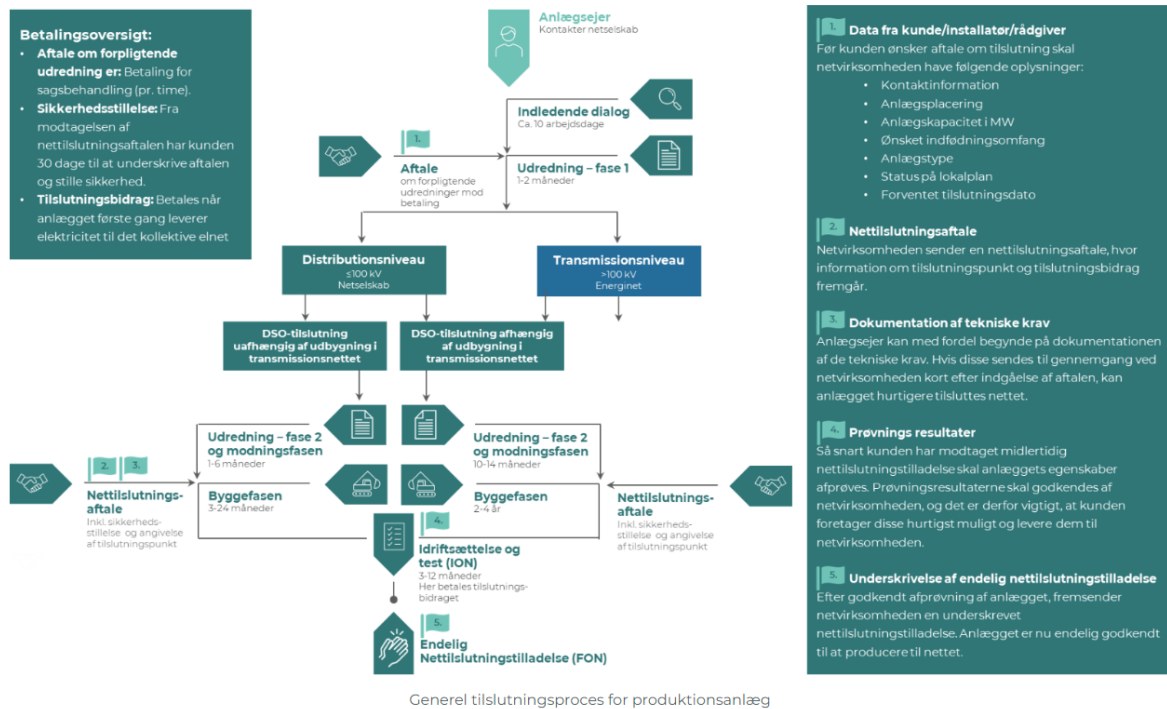 Betalingsoversigt:
• Aftale om forpligtende
udredning er: Betaling for
sagsbehandling (pr. time).
• Sikkerhedsstillelse: Fra
modtagelsen af
nettilslutningsaftalen har kunden
30 dage til at underskrive aftalen
og stille sikkerhed.
• Tilslutningsbidrag: Betales når
anlægget første gang leverer
elektricitet til det kollektive elnet
Anlægsejer
Kontakter netselskab
Indledende dialog
Ca. 10 arbejdsdage
1.
Aftale
om forpligtende
udredninger mod
betaling
Udredning – fase 1
1-2 måneder
Distributionsniveau
≤100 kV
Netselskab
Transmissionsniveau
>100 kV
Energinet
DSO-tilslutning
uafhængig af udbygning i
transmissionsnettet
DSO-tilslutning afhængig
af udbygning i
transmissionsnettet
Udredning – fase 2
og modningsfasen
1-6 måneder
Udredning – fase 2
og modningsfasen
10-14 måneder
2.
3.
Nettilslutnings-
aftale
Inkl. sikkerheds-
stillelse og angivelse
af tilslutningspunkt
Byggefasen
3-24 måneder
Byggefasen
2-4 år
Nettilslutnings-
aftale
Inkl. sikkerheds-
stillelse og angivelse
af tilslutningspunkt
4.
Idriftsættelse og
test (ION)
3-12 måneder
Her betales tilslutnings-
bidraget
5.
Endelig
Nettilslutningstilladelse (FON)
1. Data fra kunde/installatør/rådgiver
Før kunden ønsker aftale om tilslutning skal
netvirksomheden have følgende oplysninger:
• Kontaktinformation
• Anlægsplacering
• Anlægskapacitet i MW
• Ønsket indfødningsomfang
• Anlægstype
• Status på lokalplan
• Forventet tilslutningsdato
2. Nettilslutningsaftale
Netvirksomheden sender en nettilslutningsaftale, hvor
information om tilslutningspunkt og tilslutningsbidrag
fremgår.
3. Dokumentation af tekniske krav
Anlægsejer kan med fordel begynde på dokumentationen
af de tekniske krav. Hvis disse sendes til gennemgang ved
netvirksomheden kort efter indgåelse af aftalen, kan
anlægget hurtigere tilsluttes nettet.
4. Prøvnings resultater
Så snart kunden har modtaget midlertidig
nettilslutningstilladelse skal anlæggets egenskaber
afprøves. Prøvningsresultaterne skal godkendes af
netvirksomheden, og det er derfor vigtigt, at kunden
foretager disse hurtigst muligt og levere dem til
netvirksomheden.
5. Underskrivelse af endelig nettilslutningstilladelse
Efter godkendt afprøvning af anlægget, fremsender
netvirksomheden en underskrevet
nettilslutningstilladelse. Anlægget er nu endelig godkendt
til at producere til nettet.
Generel tilslutningsproces for produktionsanlæg